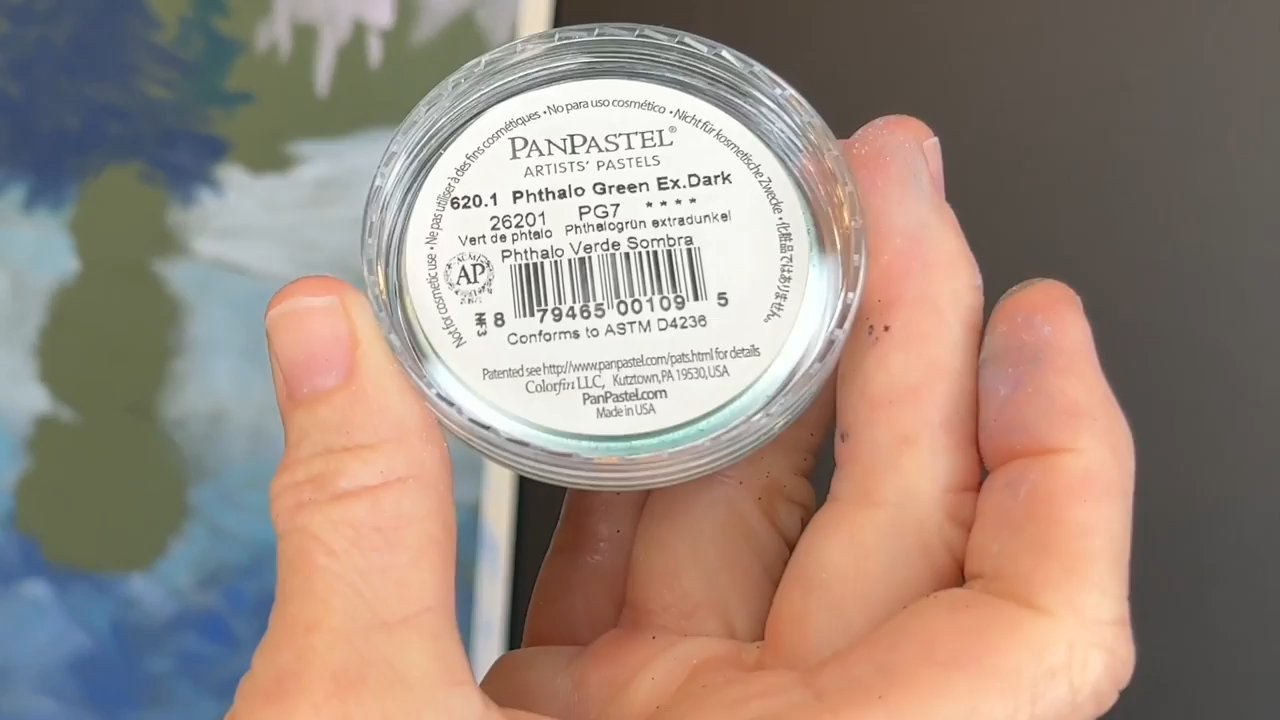 Not for cosmetic use • Ne pas utiliser à des fins cosmétiques • No para uso cosmético • Nicht für kosmetische Zwecke • 化粧品ではありません。
PANPASTEL®
ARTISTS' PASTELS
620.1 Phthalo Green Ex.Dark
26201 PG7 ****
Vert de phtalo Phthelogrün extradunkel
Phthalo Verde Sombra
AP
8 79465 00109 5
Conforms to ASTM D4236
Patented see http://www.panpastel.com/pats.html for details
Colorfin LLC, Kutztown, PA 19530, USA
PanPastel.com
Made in USA